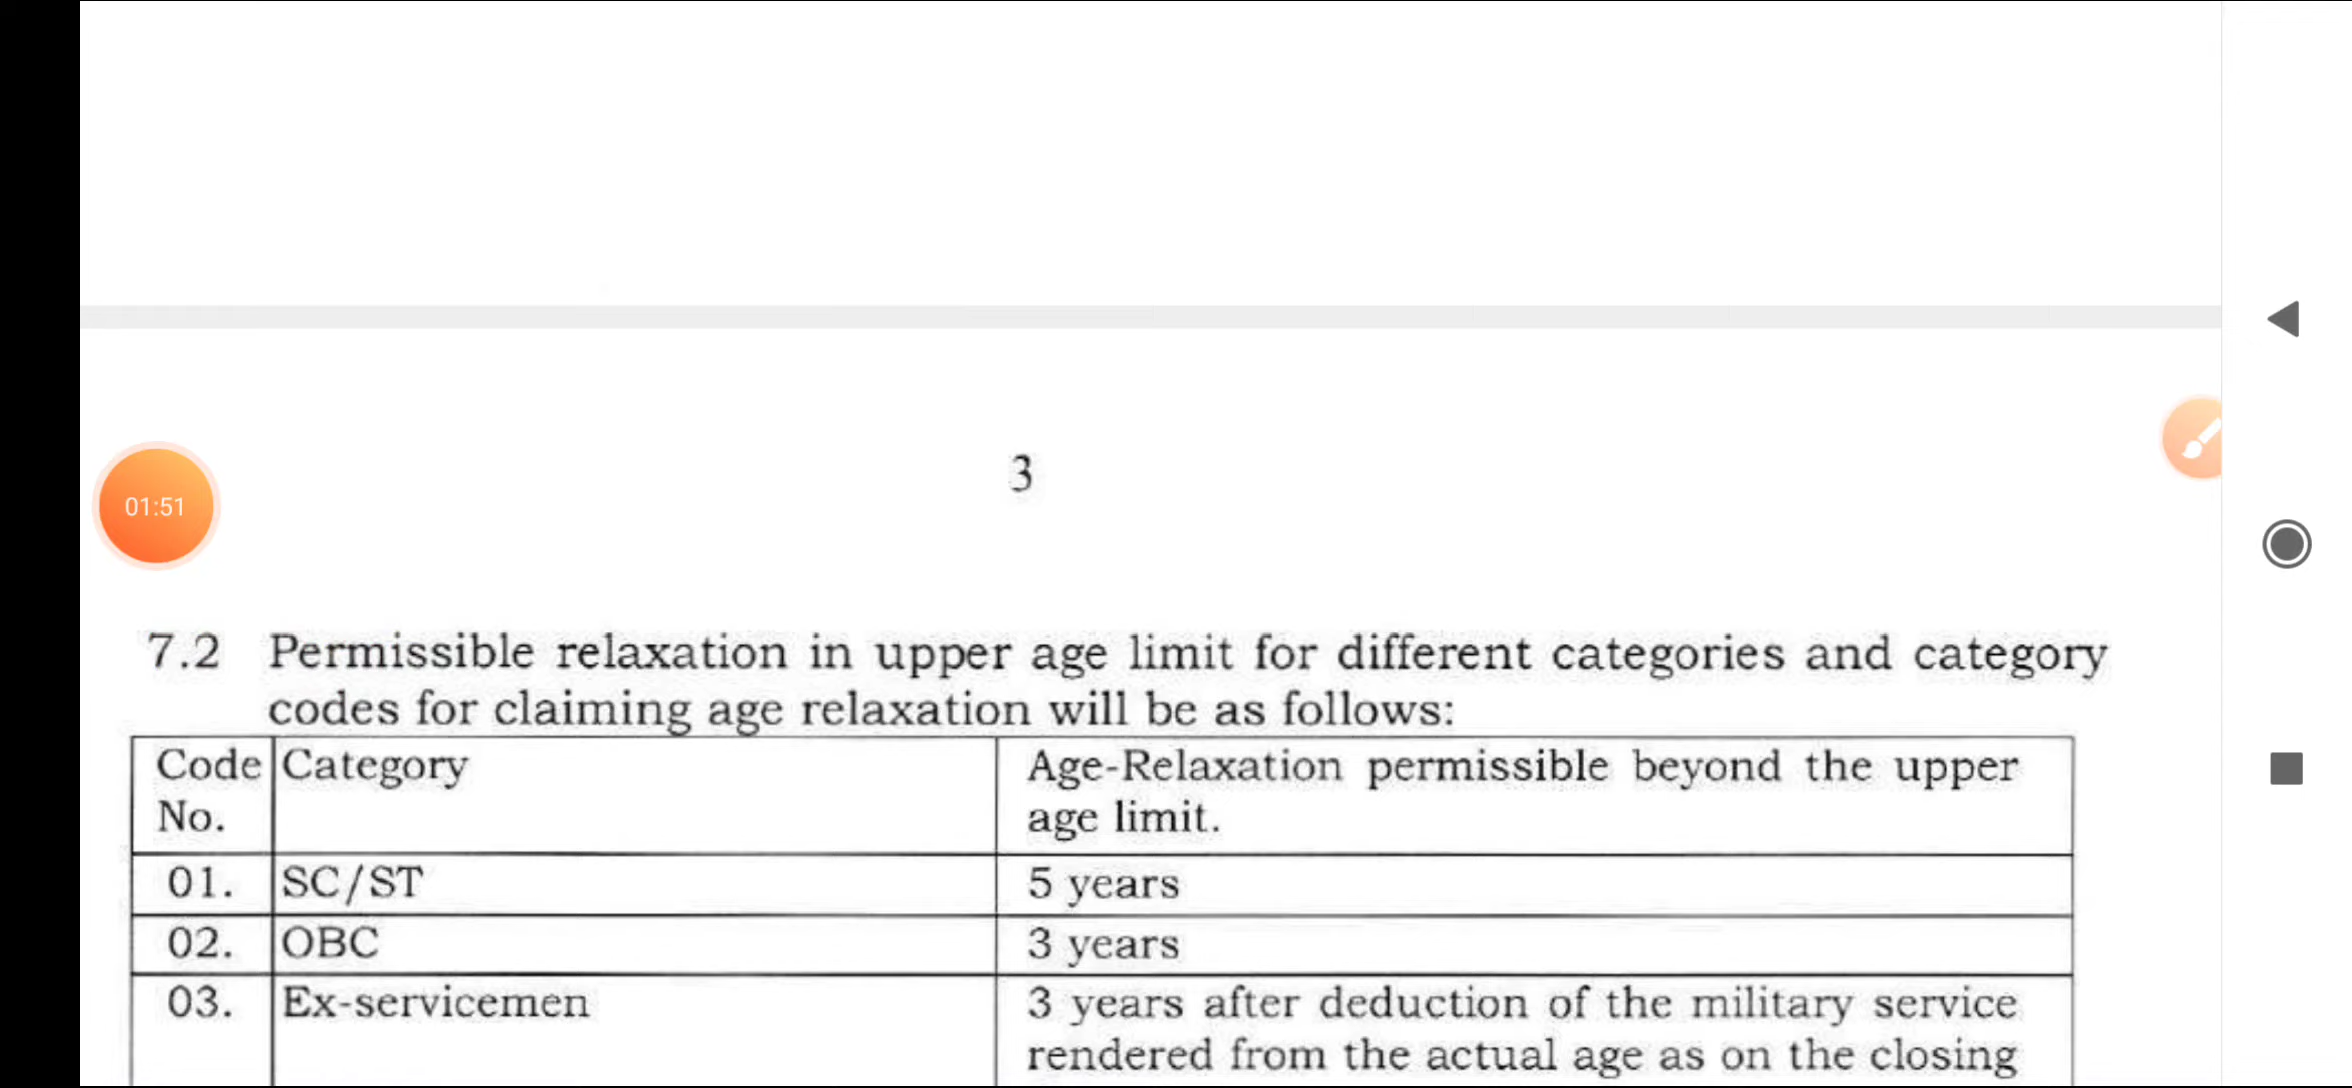 3
01:51
7.2 Permissible relaxation in upper age limit for different categories and category
codes for claiming age relaxation will be as follows:
Code Category Age-Relaxation permissible beyond the upper
No. age limit.
01. SC/ST 5 years
02. OBC 3 years
03. Ex-servicemen 3 years after deduction of the military service
rendered from the actual age as on the closing